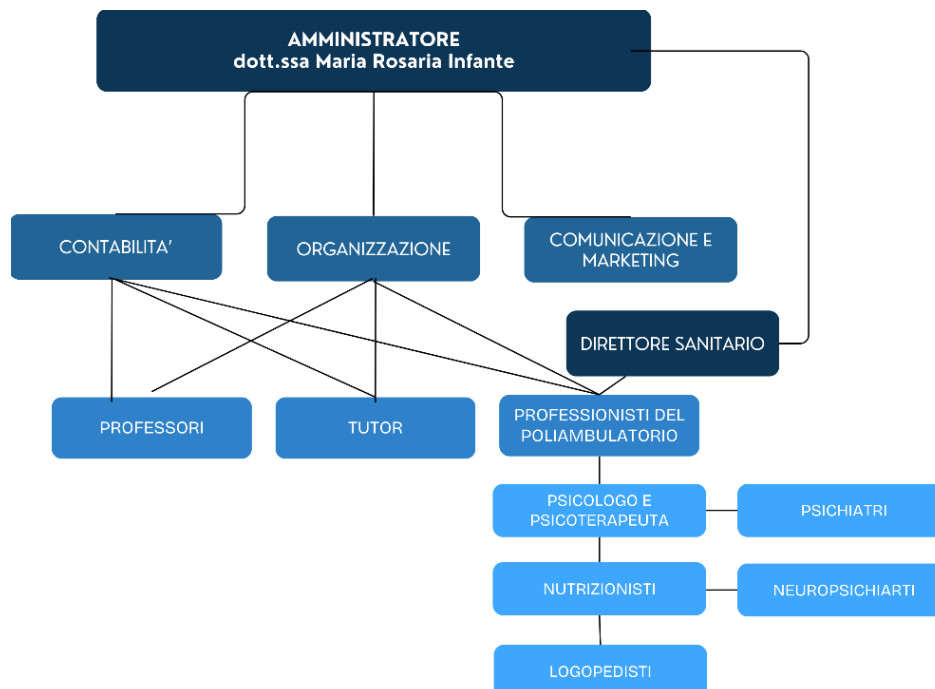 AMMINISTRATORE
dott.ssa Maria Rosaria Infante
CONTABILITA'
ORGANIZZAZIONE
COMUNICAZIONE E
MARKETING
DIRETTORE SANITARIO
PROFESSORI
TUTOR
PROFESSIONISTI DEL
POLIAMBULATORIO
PSICOLOGO E
PSICOTERAPEUTA
PSICHIATRI
NUTRIZIONISTI
NEUROPSICHIARTI
LOGOPEDISTI